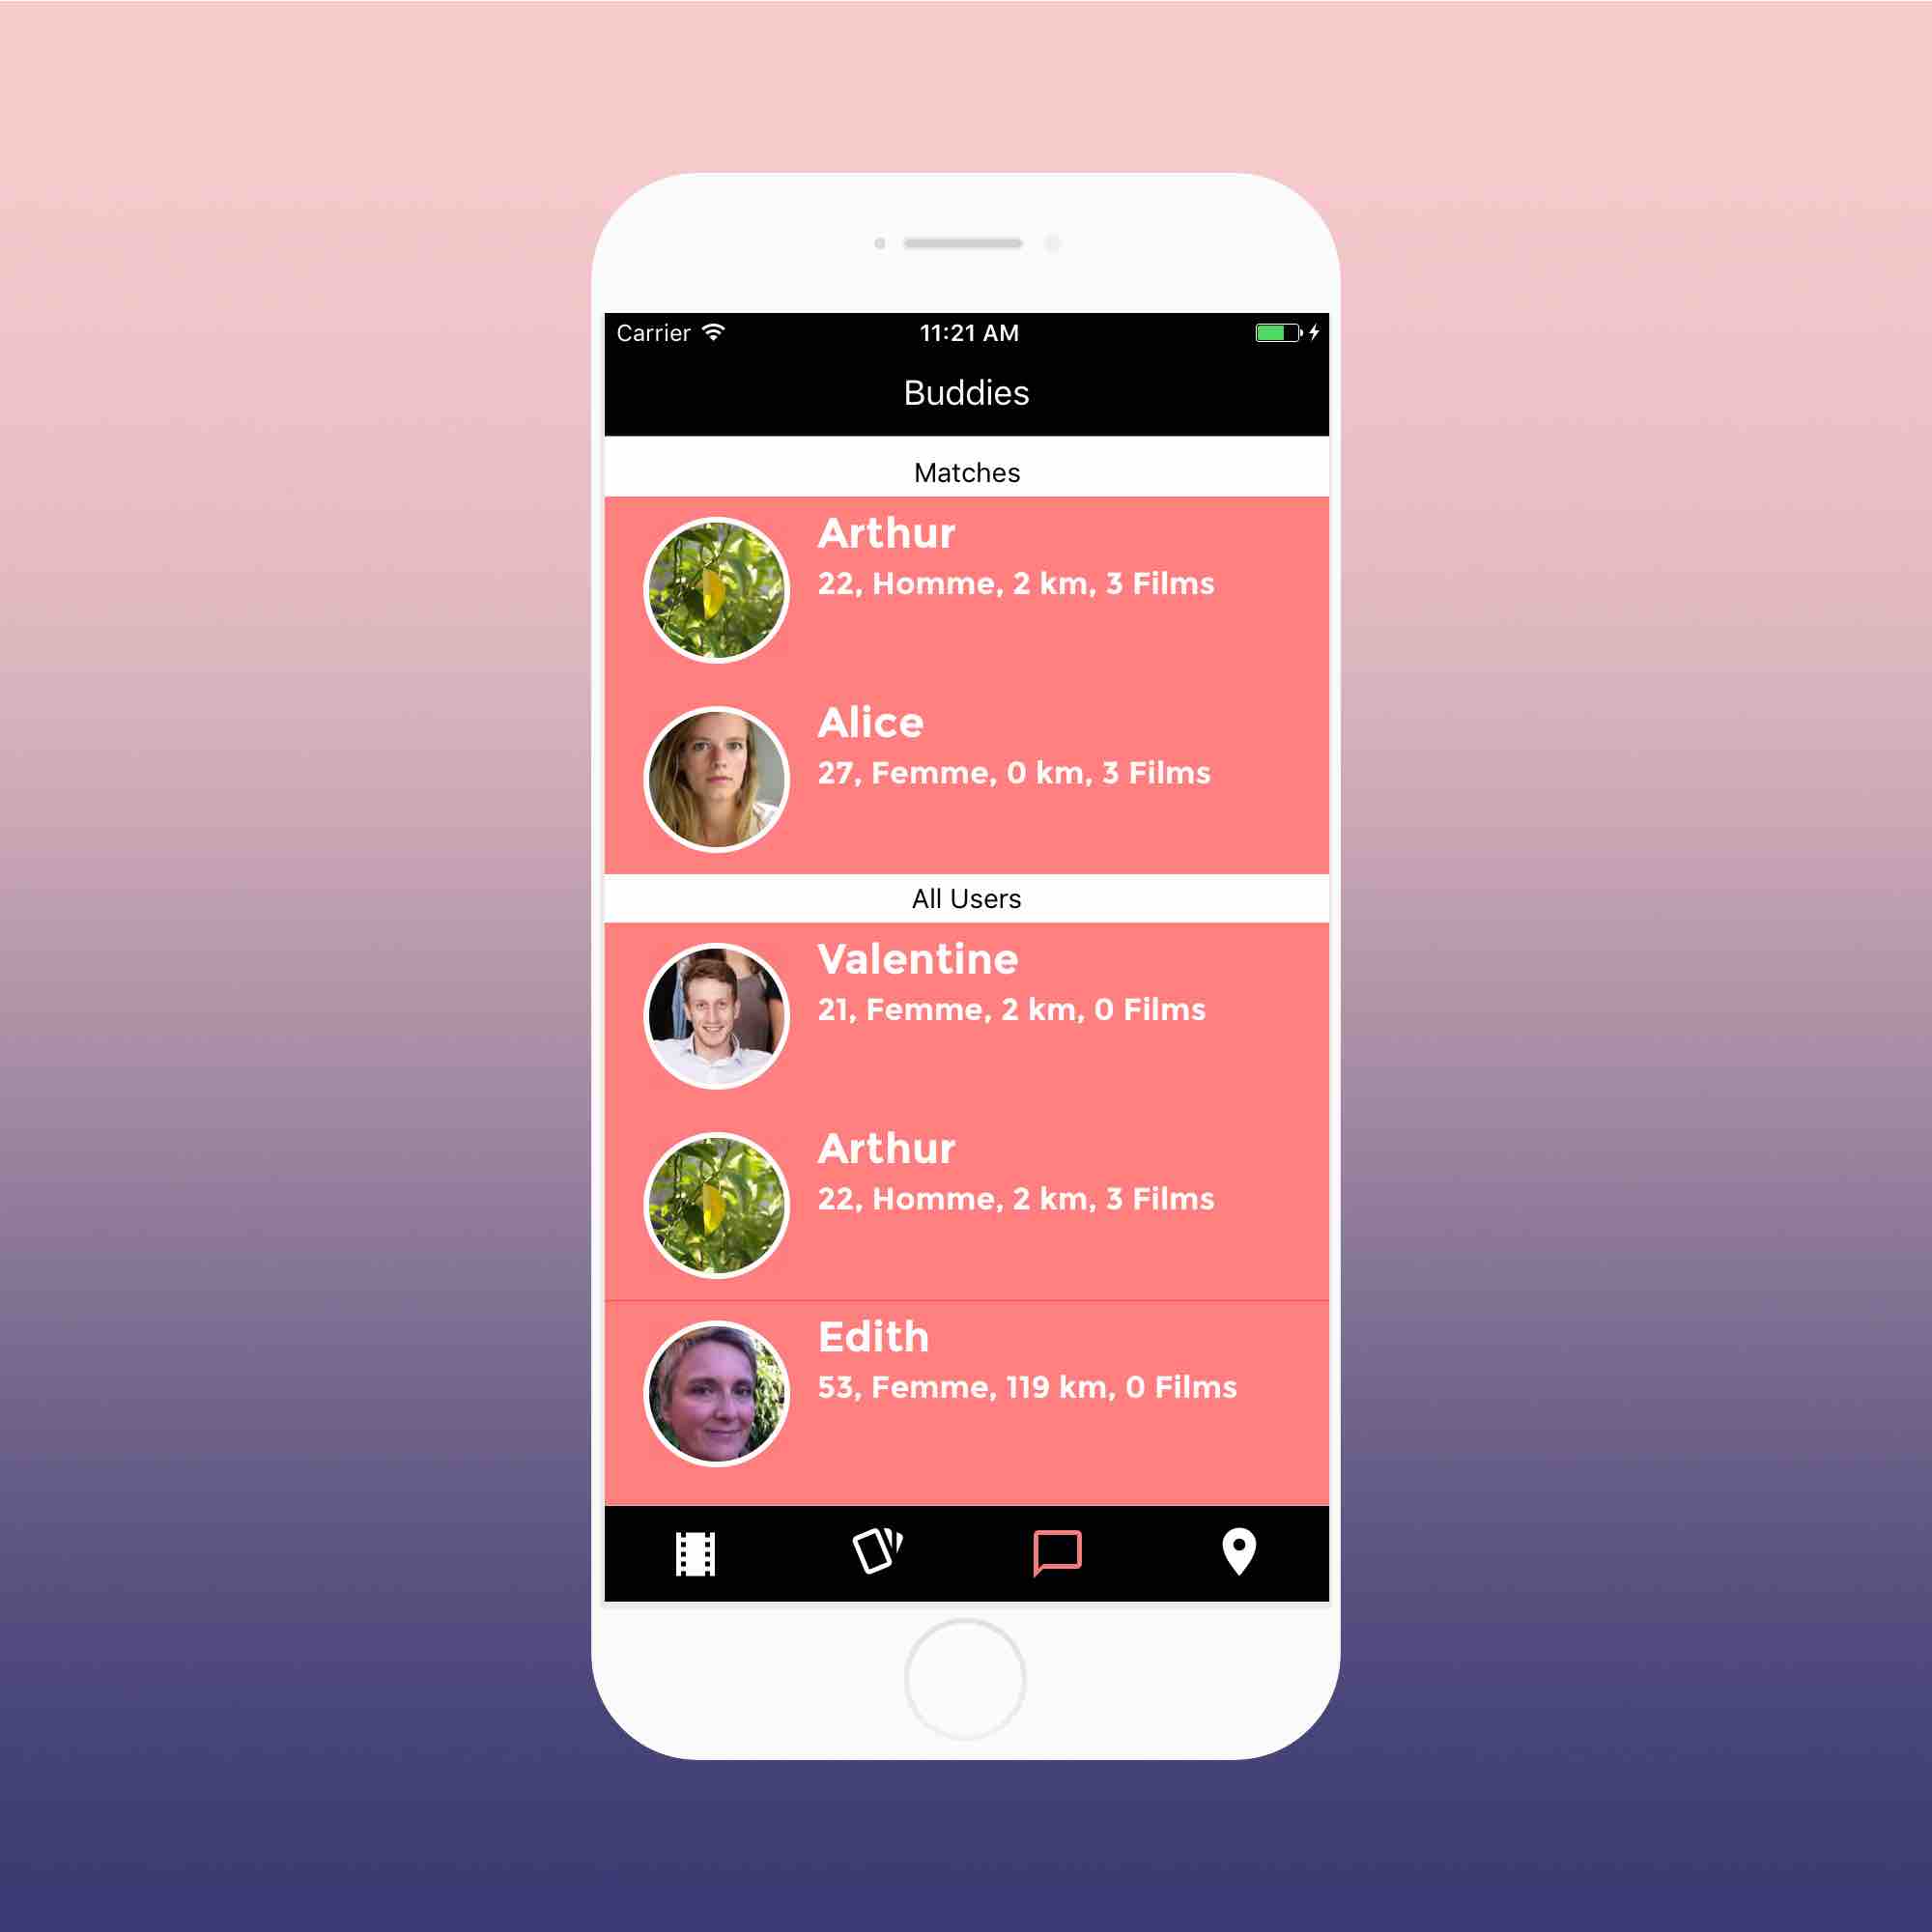 Carrier 11:21 AM
Buddies
Matches
Arthur
22, Homme, 2 km, 3 Films
Alice
27, Femme, 0 km, 3 Films
All Users
Valentine
21, Femme, 2 km, 0 Films
Arthur
22, Homme, 2 km, 3 Films
Edith
53, Femme, 119 km, 0 Films